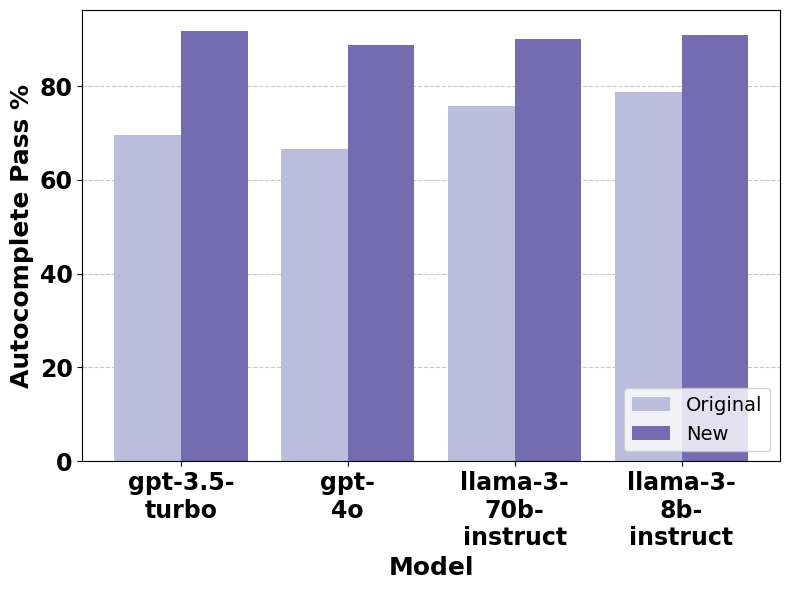 Autocomplete Pass %
80
60
40
20
0
gpt-3.5-
turbo
gpt-
4o
llama-3-
70b-
instruct
llama-3-
8b-
instruct
Model
Original
New